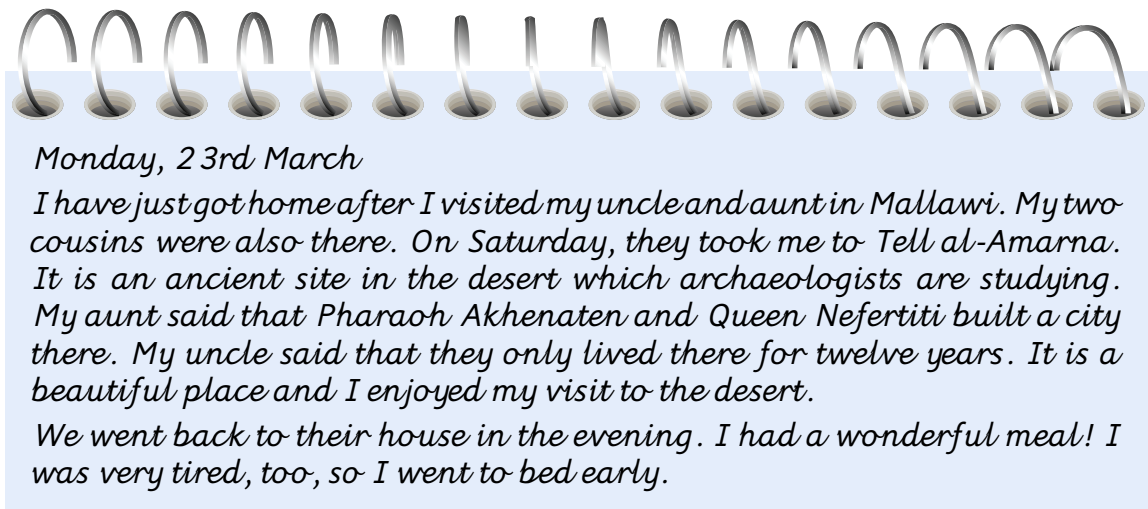 Monday, 23rd March
I have just got home after I visited my uncle and aunt in Mallawi. My two
cousins were also there. On Saturday, they took me to Tell al-Amarna.
It is an ancient site in the desert which archaeologists are studying.
My aunt said that Pharaoh Akhenaten and Queen Nefertiti built a city
there. My uncle said that they only lived there for twelve years. It is a
beautiful place and I enjoyed my visit to the desert.
We went back to their house in the evening. I had a wonderful meal! I
was very tired, too, so I went to bed early.